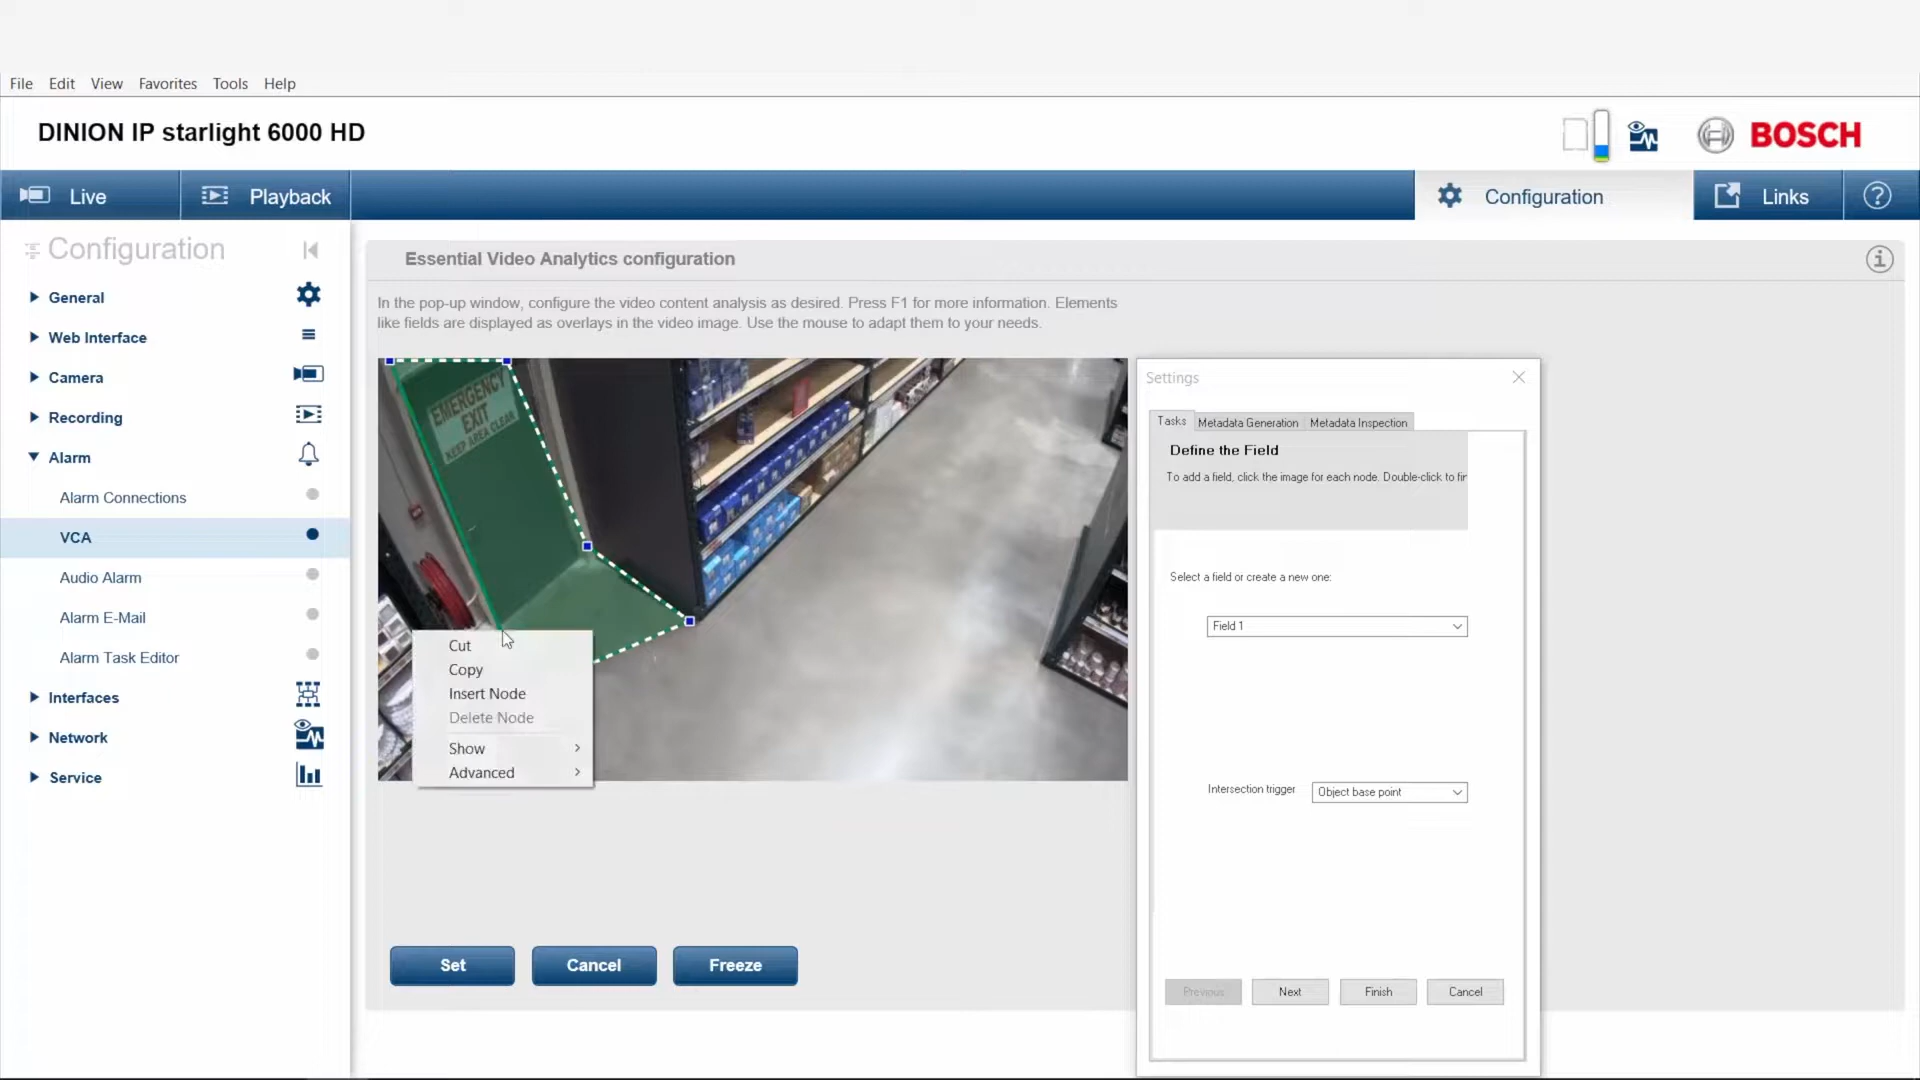 File Edit View Favorites Tools Help
DINION IP starlight 6000 HD
BOSCH
Live
Playback
Configuration
Links
?
Configuration
General
Web Interface
Camera
Recording
Alarm
Alarm Connections
VCA
Audio Alarm
Alarm E-Mail
Alarm Task Editor
Interfaces
Network
Service
Essential Video Analytics configuration
In the pop-up window, configure the video content analysis as desired. Press F1 for more information. Elements
like fields are displayed as overlays in the video image. Use the mouse to adapt them to your needs.
EMERGENCY
EXIT
KEEP AREA CLEAR
Cut
Copy
Insert Node
Delete Node
Show
Advanced
Set
Cancel
Freeze
Settings
Tasks
Metadata Generation
Metadata Inspection
Define the Field
To add a field, click the image for each node. Double-click to fir
Select a field or create a new one:
Field 1
Intersection trigger
Object base point
Previous
Next
Finish
Cancel